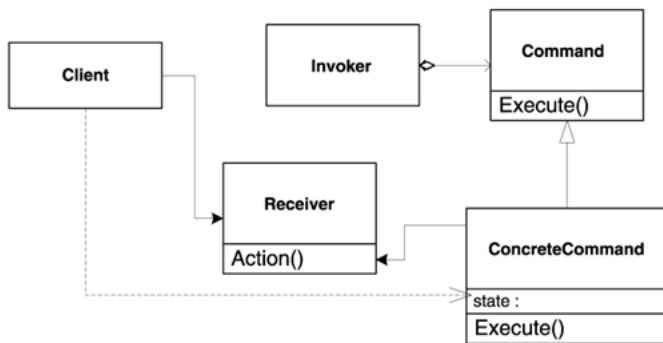 Client
Invoker
Command
Execute()
Receiver
Action()
ConcreteCommand
state :
Execute()